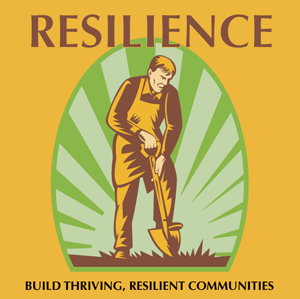 RESILIENCE
BUILD THRIVING, RESILIENT COMMUNITIES